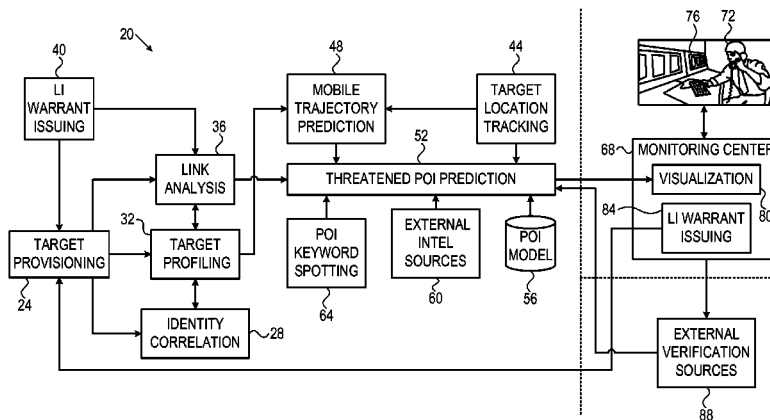 20
40
LI
WARRANT
ISSUING
48
MOBILE
TRAJECTORY
PREDICTION
44
TARGET
LOCATION
TRACKING
76
72
36
LINK
ANALYSIS
52
THREATENED POI PREDICTION
68
MONITORING CENTER
VISUALIZATION
80
84
LI WARRANT
ISSUING
32
TARGET
PROVISIONING
24
TARGET
PROFILING
POI
KEYWORD
SPOTTING
64
EXTERNAL
INTEL
SOURCES
60
POI
MODEL
56
IDENTITY
CORRELATION
28
EXTERNAL
VERIFICATION
SOURCES
88